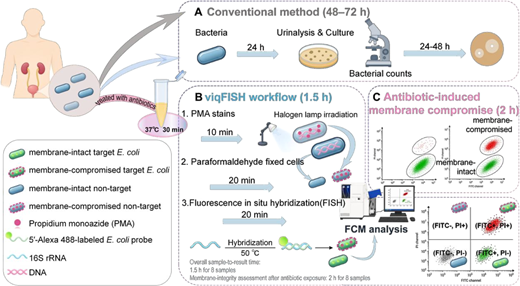 A Conventional method (48–72 h)
Bacteria
24 h
Urinalysis & Culture
24-48 h
Bacterial counts
with antibiotics
37℃ 30 min
B viqFISH workflow (1.5 h)
1. PMA stains
10 min
Halogen lamp irradiation
2. Paraformaldehyde fixed cells
20 min
3.Fluorescence in situ hybridization(FISH)
20 min
Hybridization
50 ℃
FCM analysis
Overall sample-to-result time:
1.5 h for 8 samples
Membrane-integrity assessment after antibiotic exposure: 2 h for 8 samples
C Antibiotic-induced
membrane compromise (2 h)
membrane-
compromised
membrane-
intact
FITC channel
FITC channel
PI channel
(FITC-, PI+)
(FITC+, PI+)
(FITC-, PI-)
(FITC+, PI-)
FITC channel
membrane-intact target E. coli
membrane-compromised target E. coli
membrane-intact non-target
membrane-compromised non-target
Propidium monoazide (PMA)
5'-Alexa 488-labeled E. coli probe
16S rRNA
DNA